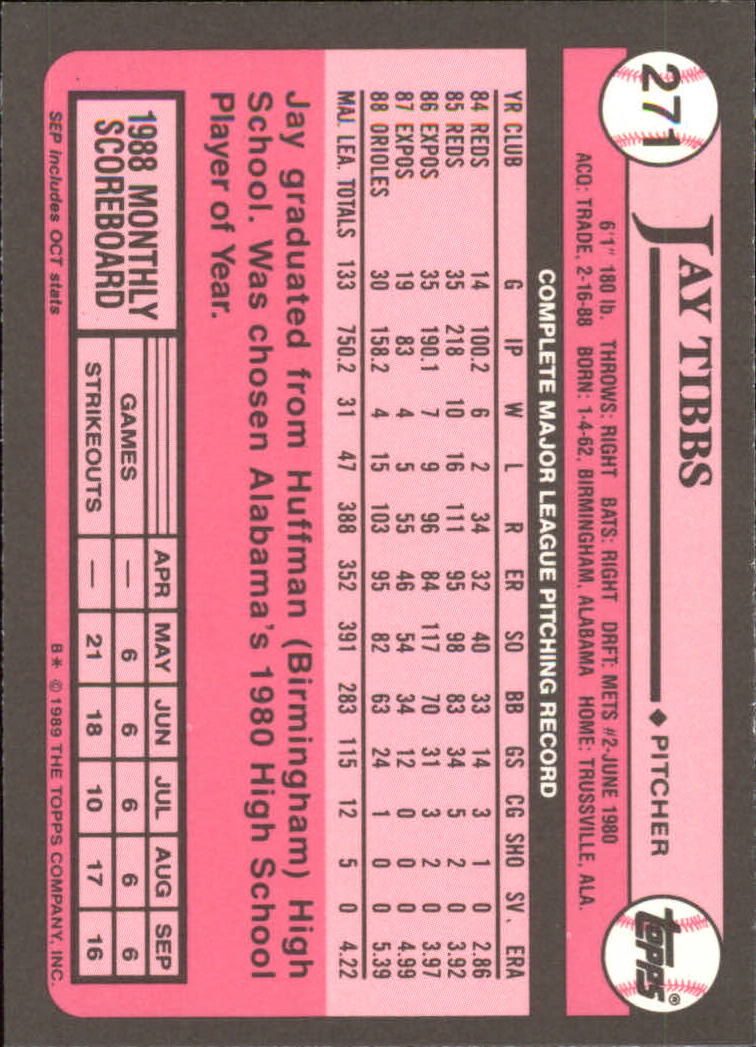 271
JAY TIBBS
◆ PITCHER
topps®
6'1" 180 lb. THROWS: RIGHT BATS: RIGHT DRFT: METS #2-JUNE 1980
ACQ: TRADE, 2-16-88 BORN: 1-4-62, BIRMINGHAM, ALABAMA HOME: TRUSSVILLE, ALA.
COMPLETE MAJOR LEAGUE PITCHING RECORD
YR CLUB G IP W L R ER SO BB GS CG SHO SV. ERA
84 REDS 14 100.2 6 2 34 32 40 33 14 3 1 0 2.86
85 REDS 35 218 10 16 111 95 98 83 34 5 2 0 3.92
86 EXPOS 35 190.1 7 9 96 84 117 70 31 3 2 0 3.97
87 EXPOS 19 83 4 5 55 46 54 34 12 0 0 0 4.99
88 ORIOLES 30 158.2 4 15 103 95 82 63 24 1 0 0 5.39
MAJ. LEA. TOTALS 133 750.2 31 47 388 352 391 283 115 12 5 0 4.22
Jay graduated from Huffman (Birmingham) High
School. Was chosen Alabama's 1980 High School
Player of Year.
1988 MONTHLY
SCOREBOARD
APR MAY JUN JUL AUG SEP
GAMES — 6 6 6 6 6
STRIKEOUTS — 21 18 10 17 16
SEP includes OCT stats
B* © 1989 THE TOPPS COMPANY, INC.